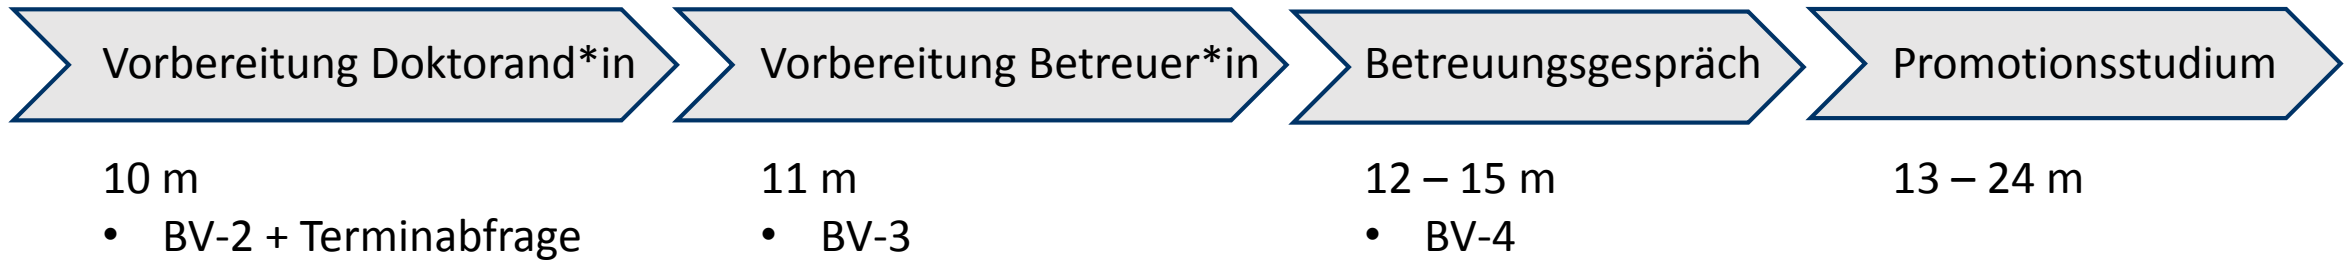 Vorbereitung Doktorand*in
Vorbereitung Betreuer*in
Betreuungsgespräch
Promotionsstudium
10 m
• BV-2 + Terminabfrage
11 m
• BV-3
12 – 15 m
• BV-4
13 – 24 m